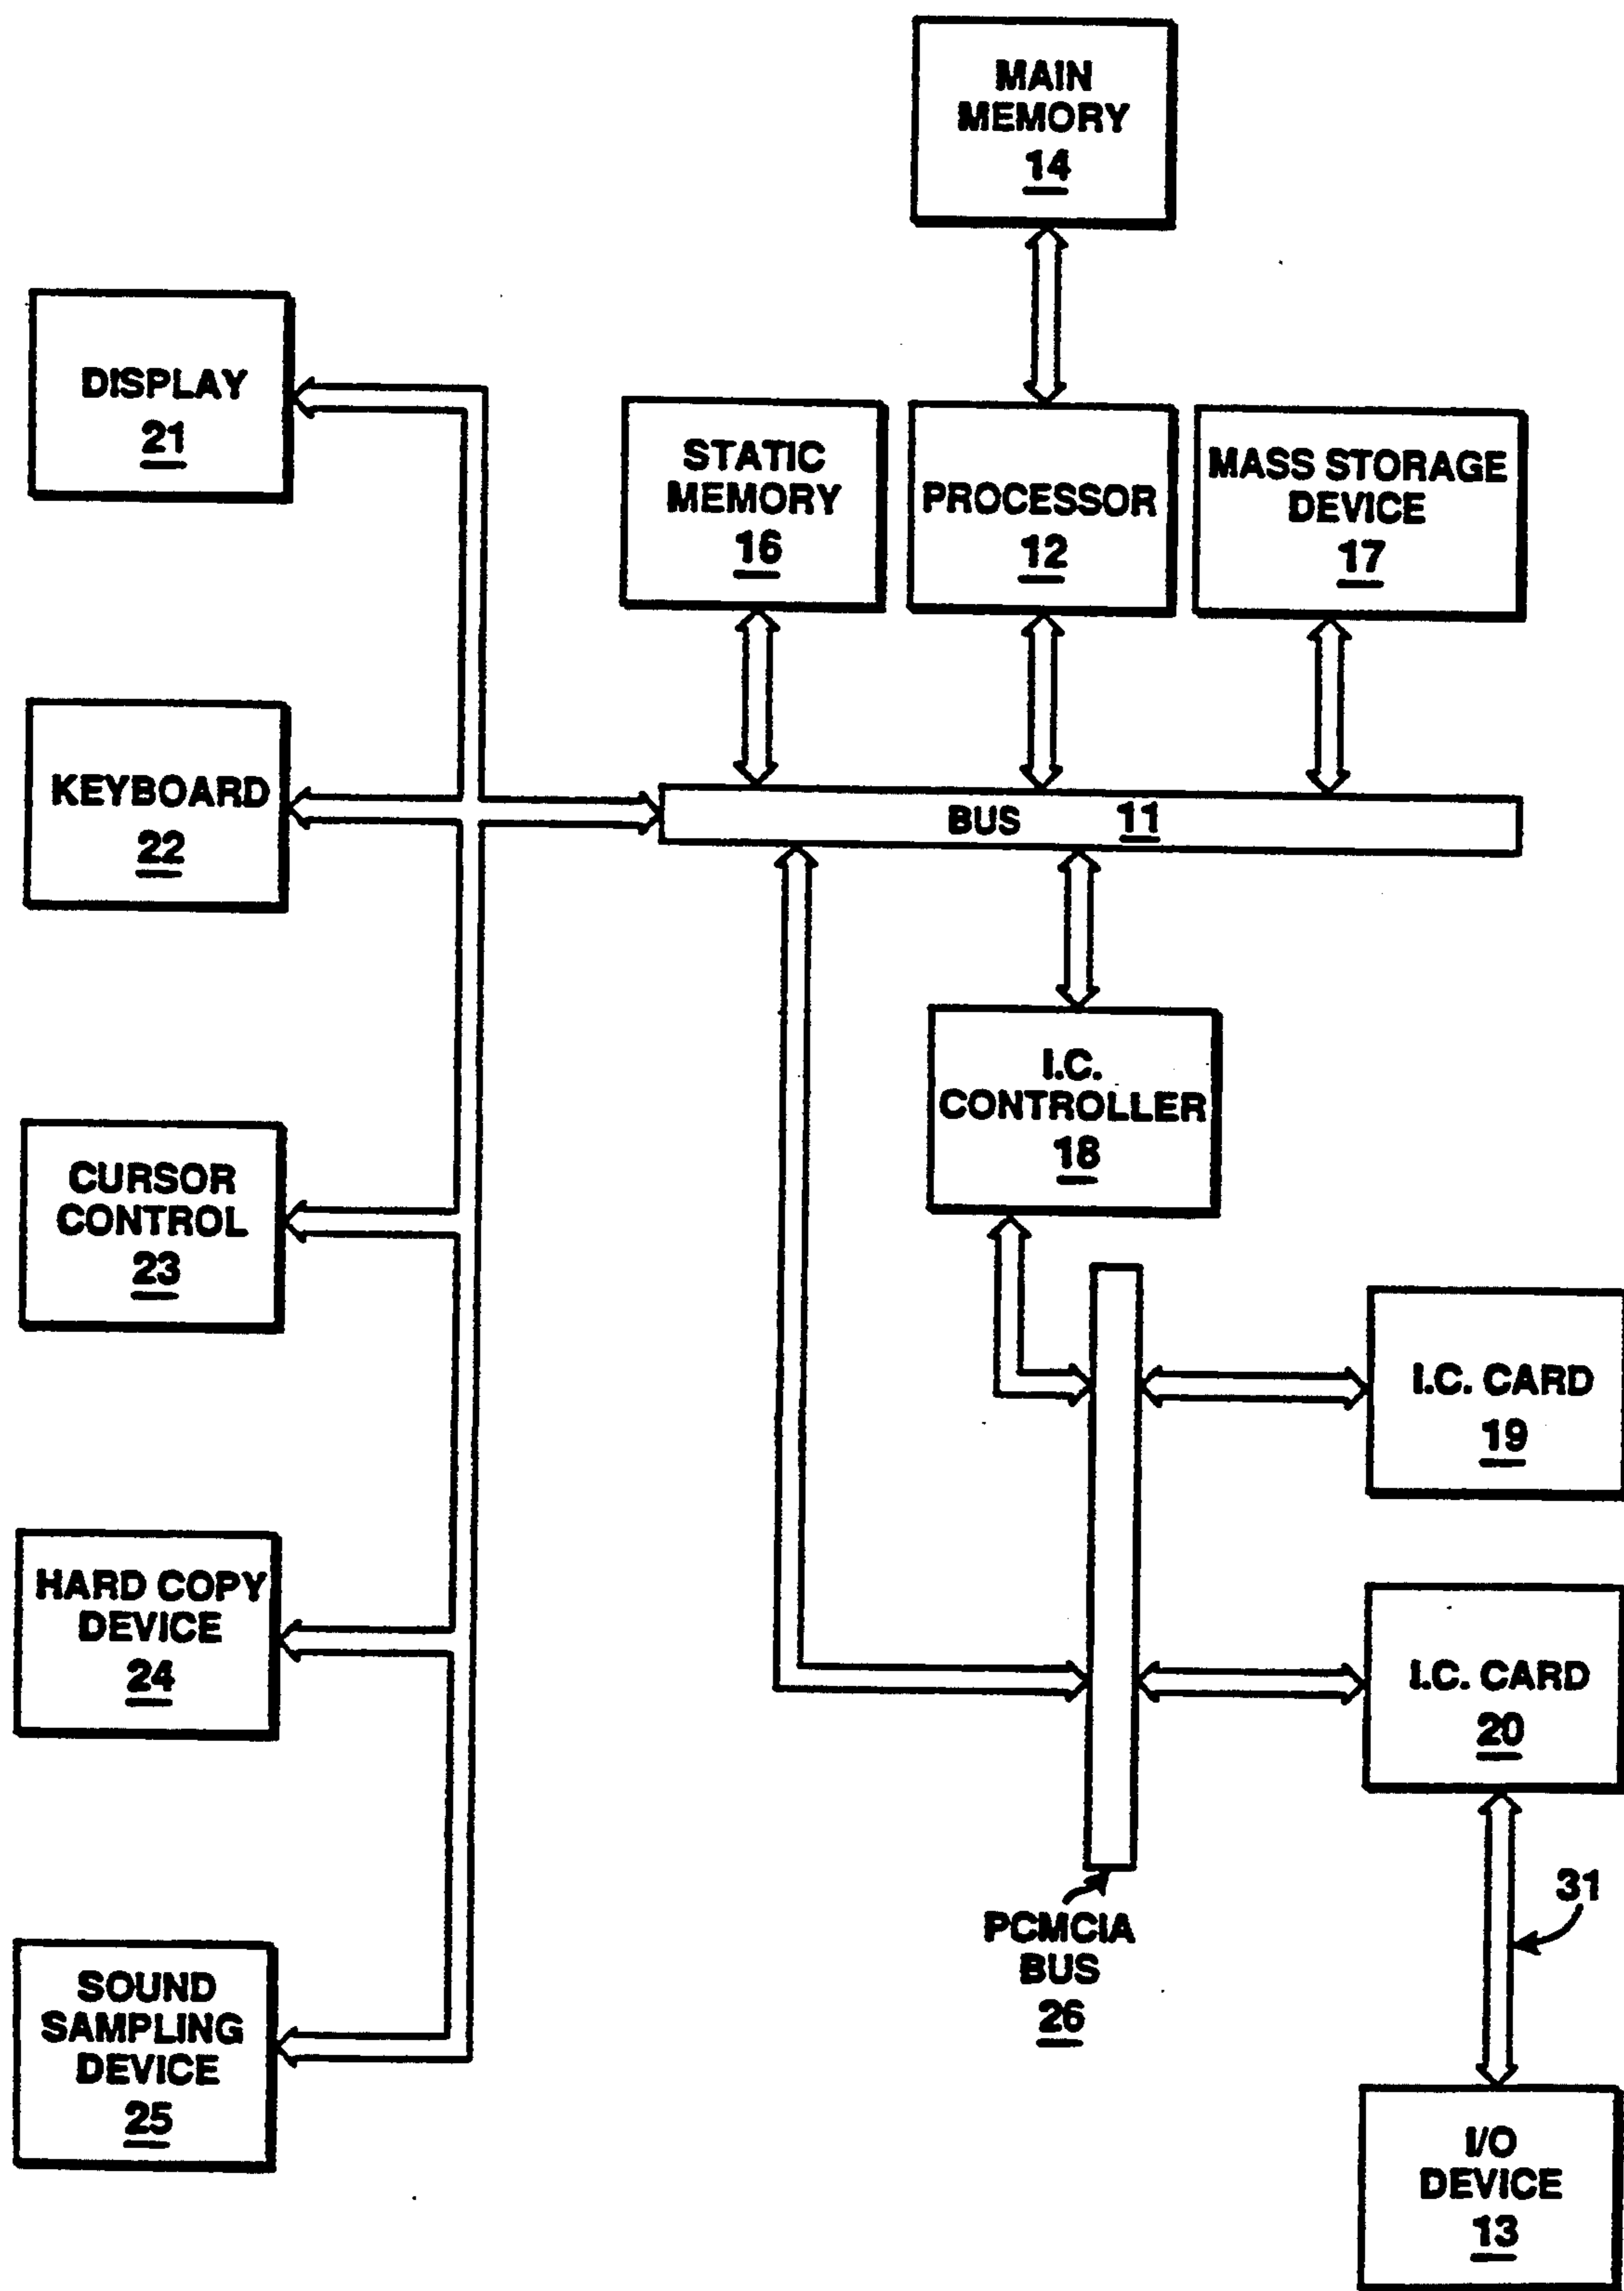 MAIN
MEMORY
14
DISPLAY
21
STATIC
MEMORY
16
PROCESSOR
12
MASS STORAGE
DEVICE
17
KEYBOARD
22
BUS 11
I.C.
CONTROLLER
18
CURSOR
CONTROL
23
I.C. CARD
19
HARD COPY
DEVICE
24
I.C. CARD
20
31
PCMCIA
BUS
26
SOUND
SAMPLING
DEVICE
25
I/O
DEVICE
13